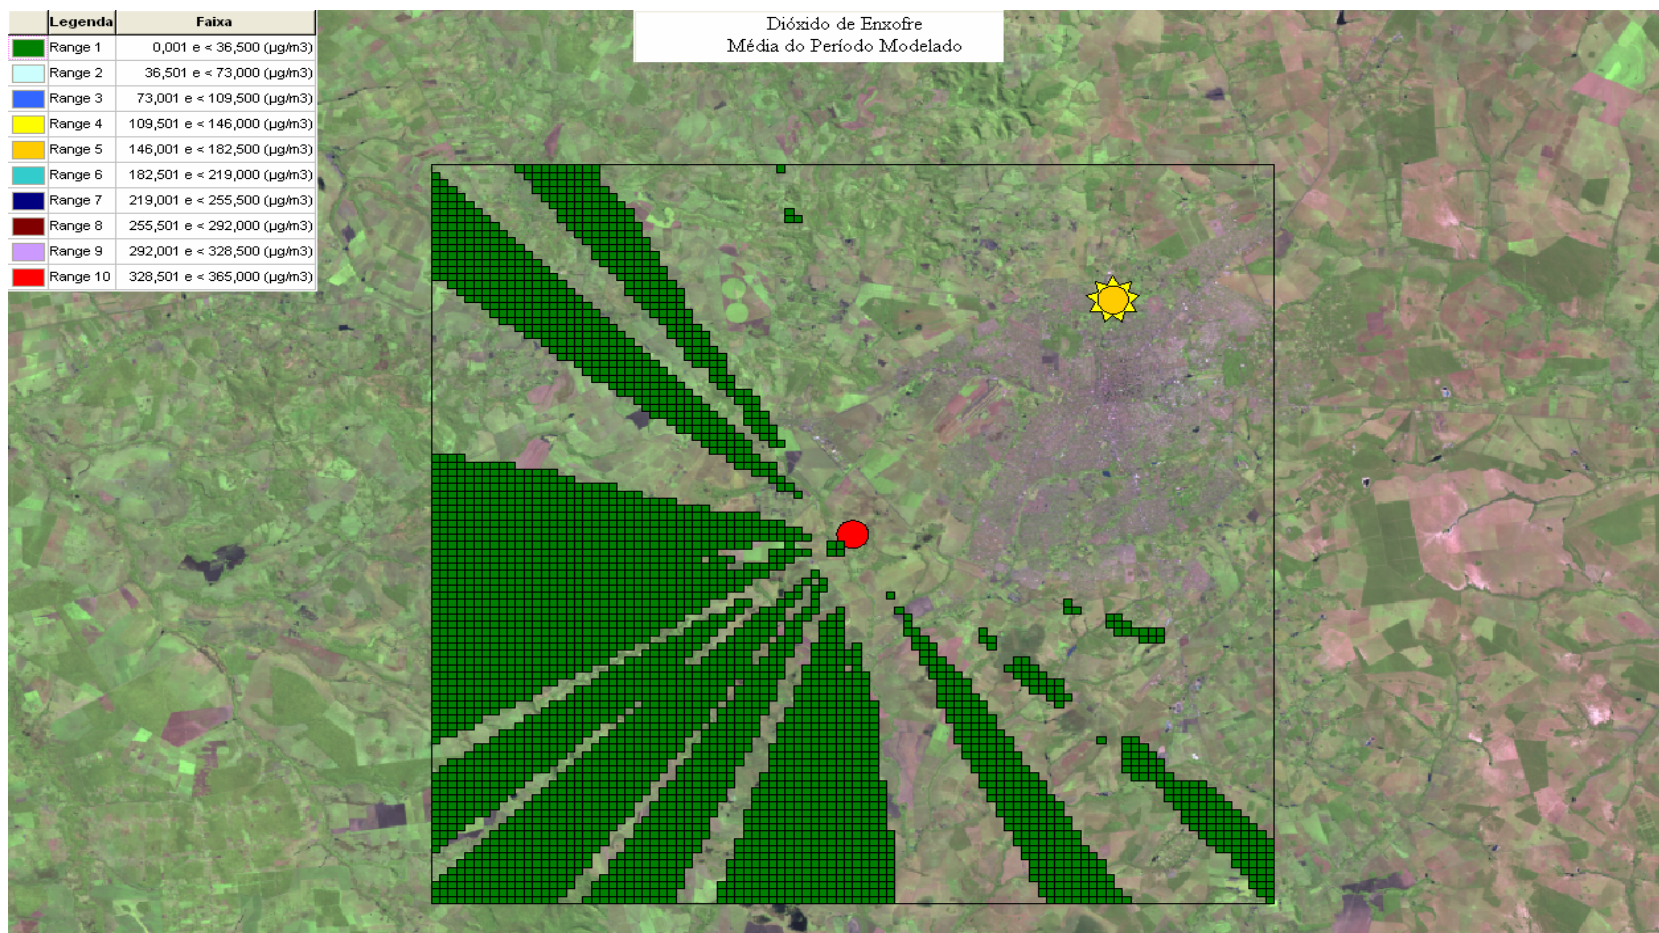 Legenda Faixa
Range 1 0,001 e < 36,500 (µg/m3)
Range 2 36,501 e < 73,000 (µg/m3)
Range 3 73,001 e < 109,500 (µg/m3)
Range 4 109,501 e < 146,000 (µg/m3)
Range 5 146,001 e < 182,500 (µg/m3)
Range 6 182,501 e < 219,000 (µg/m3)
Range 7 219,001 e < 255,500 (µg/m3)
Range 8 255,501 e < 292,000 (µg/m3)
Range 9 292,001 e < 328,500 (µg/m3)
Range 10 328,501 e < 365,000 (µg/m3)
Dióxido de Enxofre
Média do Período Modelado